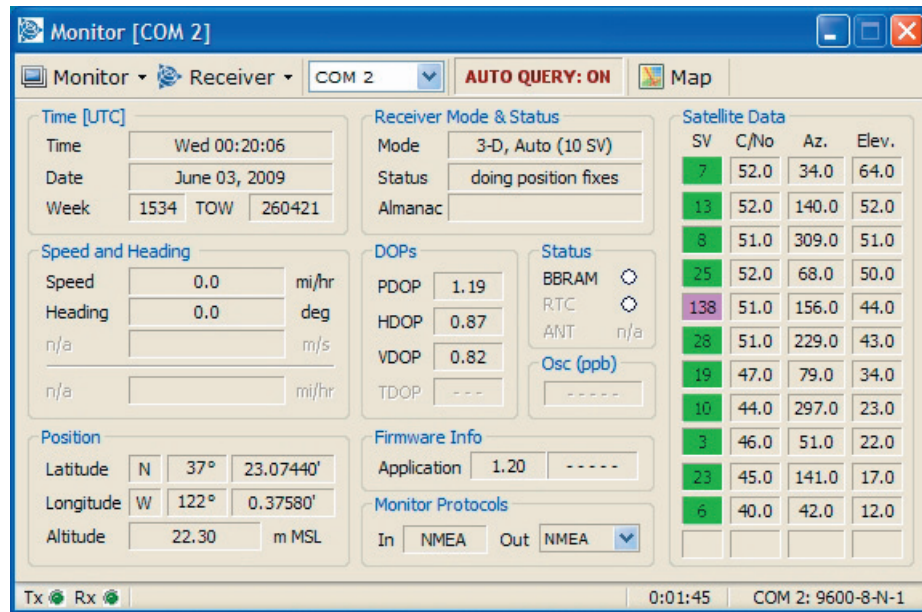 Monitor [COM 2]
Monitor Receiver COM 2 AUTO QUERY: ON Map
Time [UTC]
Time Wed 00:20:06
Date June 03, 2009
Week 1534 TOW 260421
Speed and Heading
Speed 0.0 mi/hr
Heading 0.0 deg
n/a m/s
n/a mi/hr
Position
Latitude N 37° 23.07440'
Longitude W 122° 0.37580'
Altitude 22.30 m MSL
Receiver Mode & Status
Mode 3-D, Auto (10 SV)
Status doing position fixes
Almanac
DOPs
PDOP 1.19
HDOP 0.87
VDOP 0.82
TDOP ---
Status
BBRAM
RTC
ANT n/a
Osc (ppb)
-----
Firmware Info
Application 1.20 -----
Monitor Protocols
In NMEA Out NMEA
Satellite Data
SV C/No Az. Elev.
7 52.0 34.0 64.0
13 52.0 140.0 52.0
8 51.0 309.0 51.0
25 52.0 68.0 50.0
138 51.0 156.0 44.0
28 51.0 229.0 43.0
19 47.0 79.0 34.0
10 44.0 297.0 23.0
3 46.0 51.0 22.0
23 45.0 141.0 17.0
6 40.0 42.0 12.0
Tx Rx 0:01:45 COM 2: 9600-8-N-1